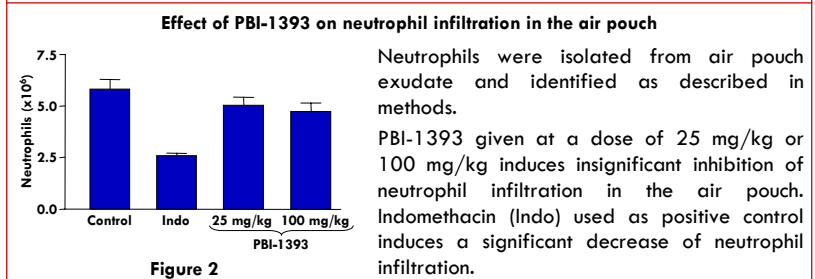 Effect of PBI-1393 on neutrophil infiltration in the air pouch
Neutrophils (x10⁶)
7.5
5.0
2.5
0.0
Control Indo 25 mg/kg 100 mg/kg
PBI-1393
Figure 2
Neutrophils were isolated from air pouch
exudate and identified as described in
methods.
PBI-1393 given at a dose of 25 mg/kg or
100 mg/kg induces insignificant inhibition of
neutrophil infiltration in the air pouch.
Indomethacin (Indo) used as positive control
induces a significant decrease of neutrophil
infiltration.